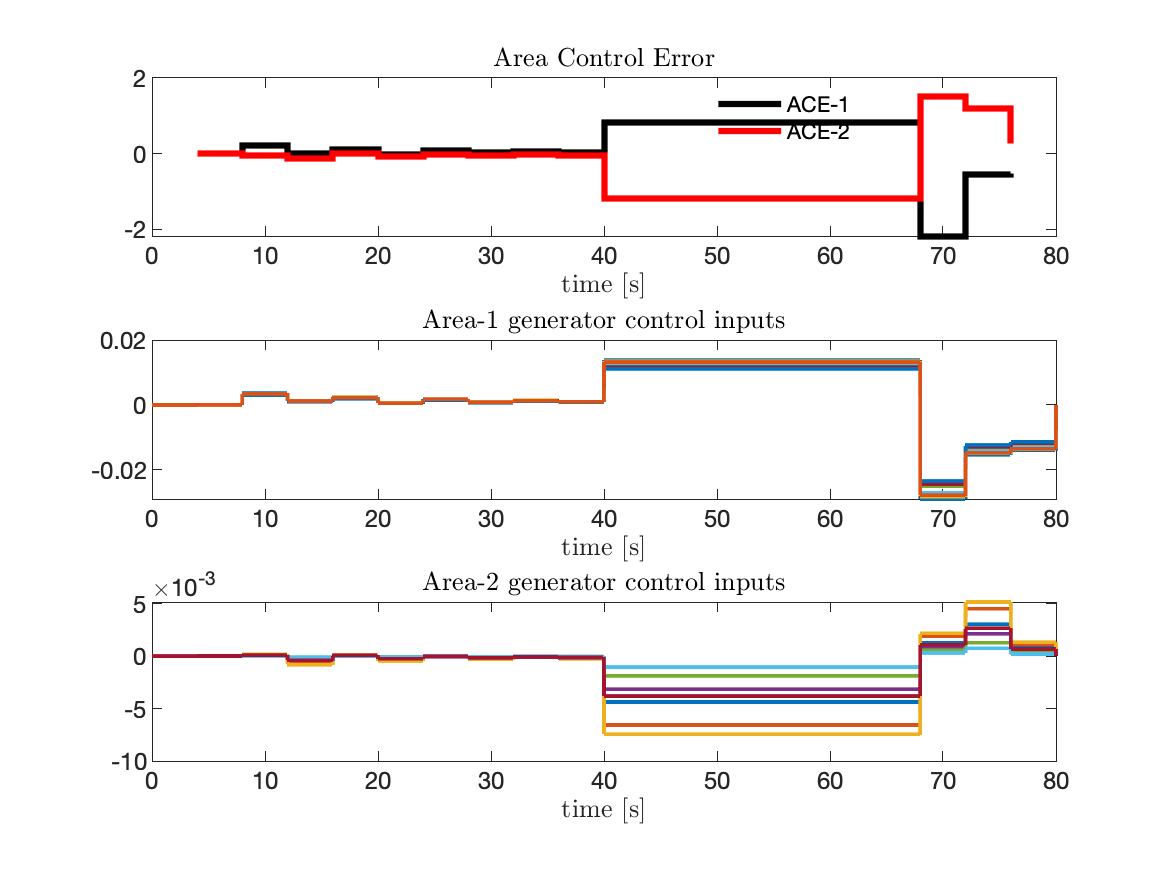 Area Control Error
2
0
-2
ACE-1
ACE-2
0 10 20 30 40 50 60 70 80
time [s]
Area-1 generator control inputs
0.02
0
-0.02
0 10 20 30 40 50 60 70 80
time [s]
×10-3
Area-2 generator control inputs
5
0
-5
-10
0 10 20 30 40 50 60 70 80
time [s]